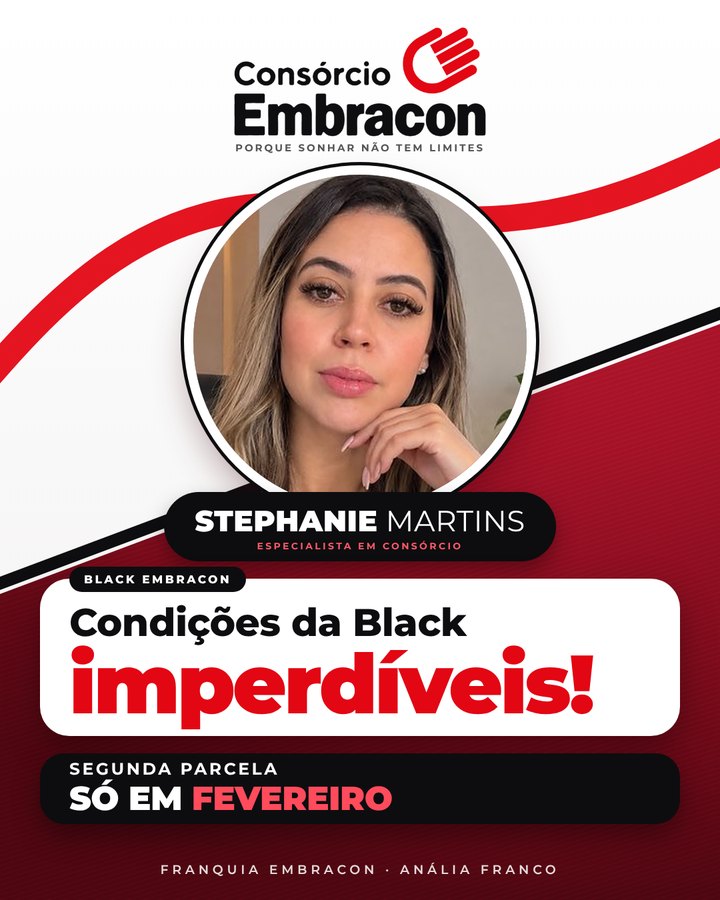 Consórcio
Embracon
PORQUE SONHAR NÃO TEM LIMITES
STEPHANIE MARTINS
ESPECIALISTA EM CONSÓRCIO
BLACK EMBRACON
Condições da Black
imperdíveis!
SEGUNDA PARCELA
SÓ EM FEVEREIRO
FRANQUIA EMBRACON · ANÁLIA FRANCO